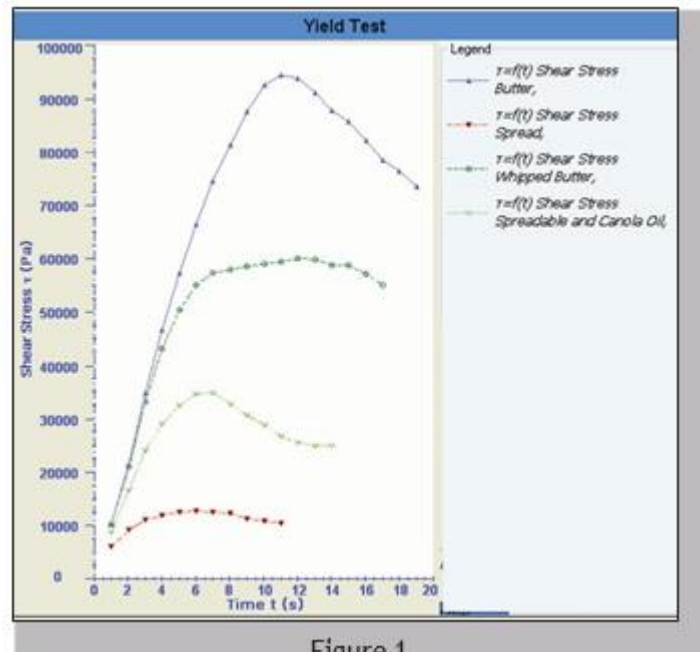 Yield Test
100000
90000
80000
70000
60000
50000
40000
30000
20000
10000
0
Shear Stress τ (Pa)
0 2 4 6 8 10 12 14 16 18 20
Time t (s)
Legend
τ=f(t) Shear Stress
Butter,
τ=f(t) Shear Stress
Spread,
τ=f(t) Shear Stress
Whipped Butter,
τ=f(t) Shear Stress
Spreadable and Canola Oil,
Figure 1